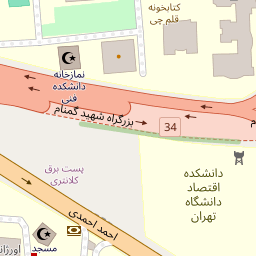 کتابخونه
قلم چی
نمازخانه
دانشکده
فنی
بزرگراه شهید گمنام
34
دانشکده
اقتصاد
دانشگاه
تهران
پست برق
کلانتری
احمد احمدی
مسجد